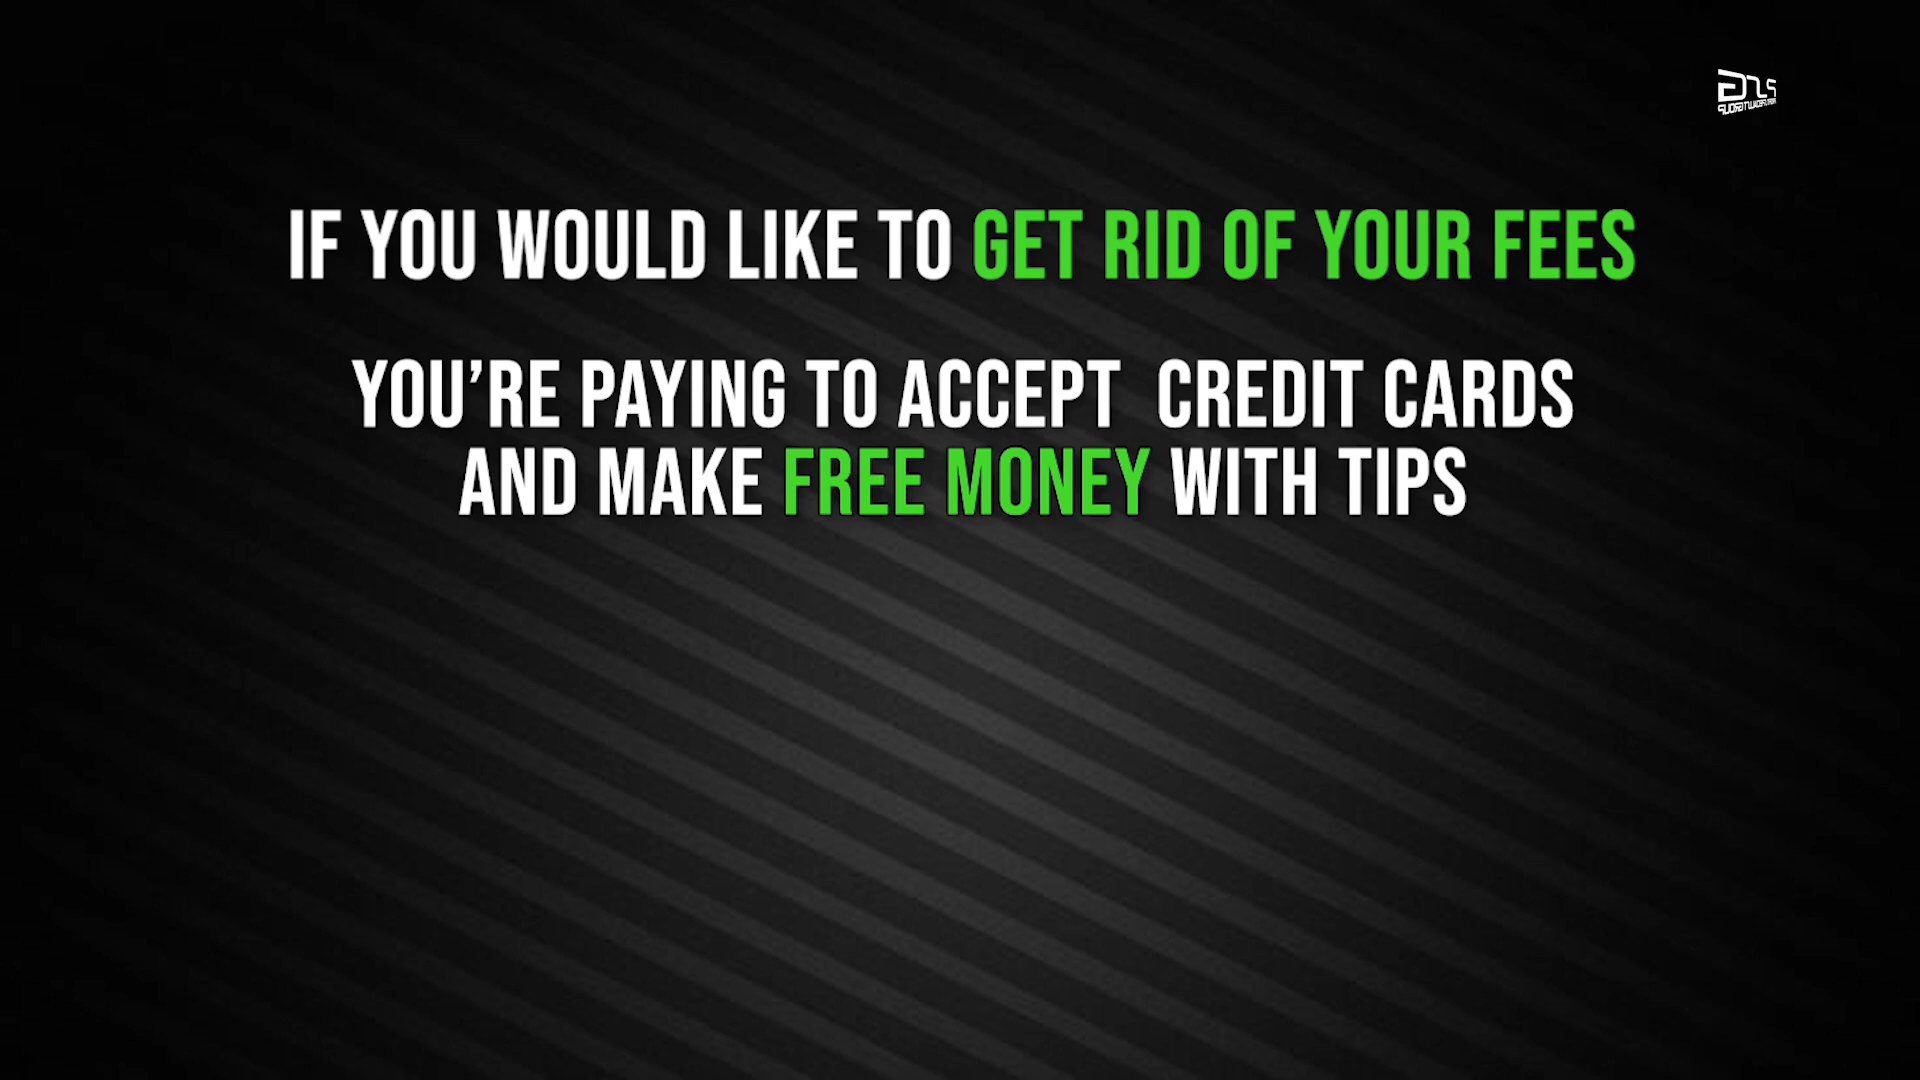 IF YOU WOULD LIKE TO GET RID OF YOUR FEES
YOU’RE PAYING TO ACCEPT CREDIT CARDS
AND MAKE FREE MONEY WITH TIPS